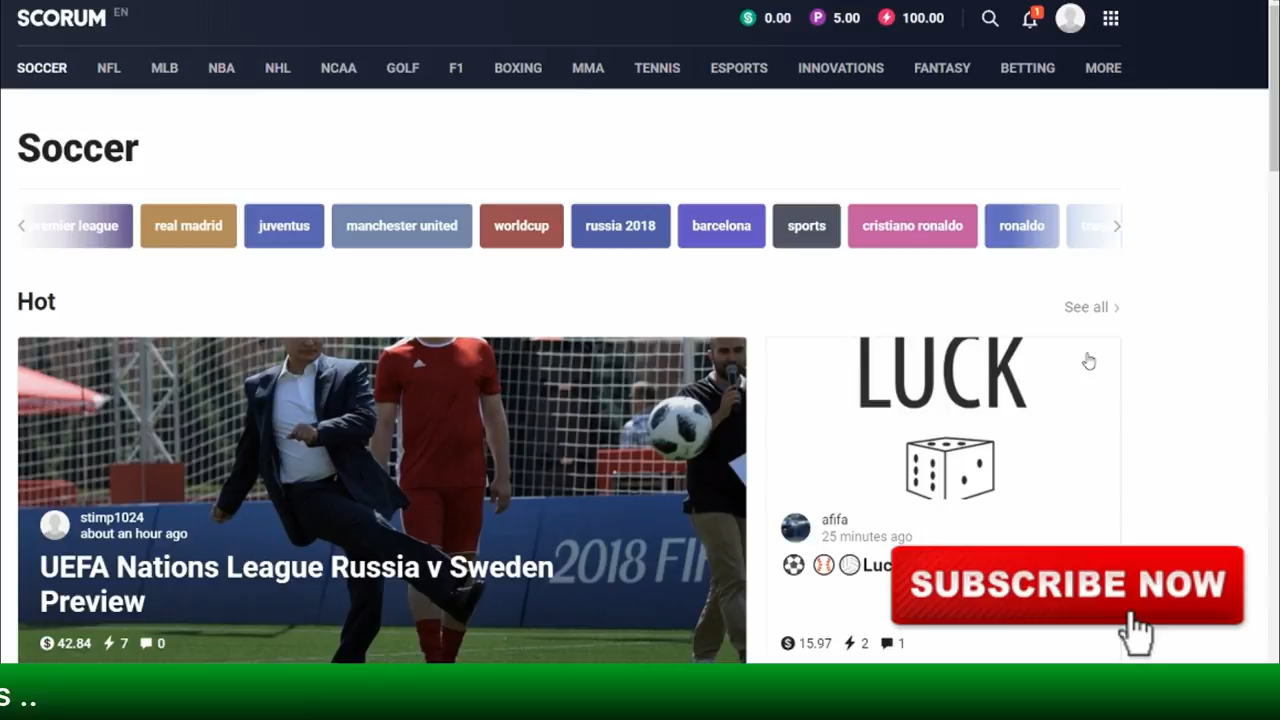 SCORUM EN
0.00 5.00 100.00
1
SOCCER NFL MLB NBA NHL NCAA GOLF F1 BOXING MMA TENNIS ESPORTS INNOVATIONS FANTASY BETTING MORE
Soccer
premier league real madrid juventus manchester united worldcup russia 2018 barcelona sports cristiano ronaldo ronaldo
Hot
See all
2018 FI
stimp1024
about an hour ago
UEFA Nations League Russia v Sweden
Preview
42.84 7 0
LUCK
afifa
25 minutes ago
Luc
15.97 2 1
SUBSCRIBE NOW
s ..